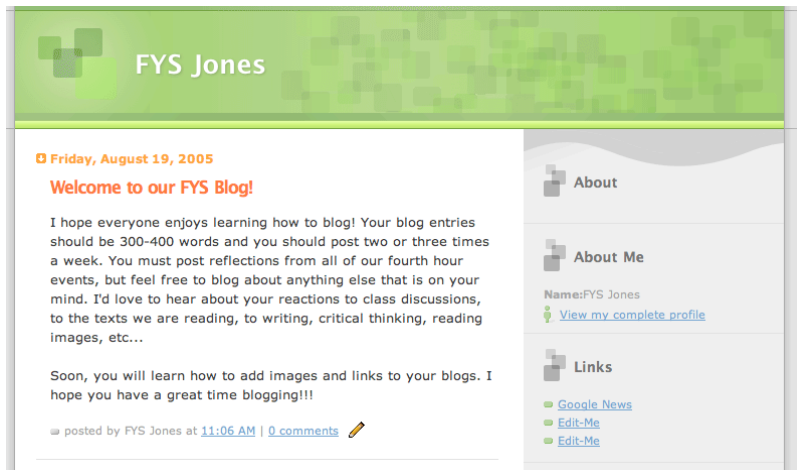 FYS Jones
Friday, August 19, 2005
Welcome to our FYS Blog!
I hope everyone enjoys learning how to blog! Your blog entries
should be 300-400 words and you should post two or three times
a week. You must post reflections from all of our fourth hour
events, but feel free to blog about anything else that is on your
mind. I'd love to hear about your reactions to class discussions,
to the texts we are reading, to writing, critical thinking, reading
images, etc...
Soon, you will learn how to add images and links to your blogs. I
hope you have a great time blogging!!!
posted by FYS Jones at 11:06 AM | 0 comments
About
About Me
Name:FYS Jones
View my complete profile
Links
Google News
Edit-Me
Edit-Me